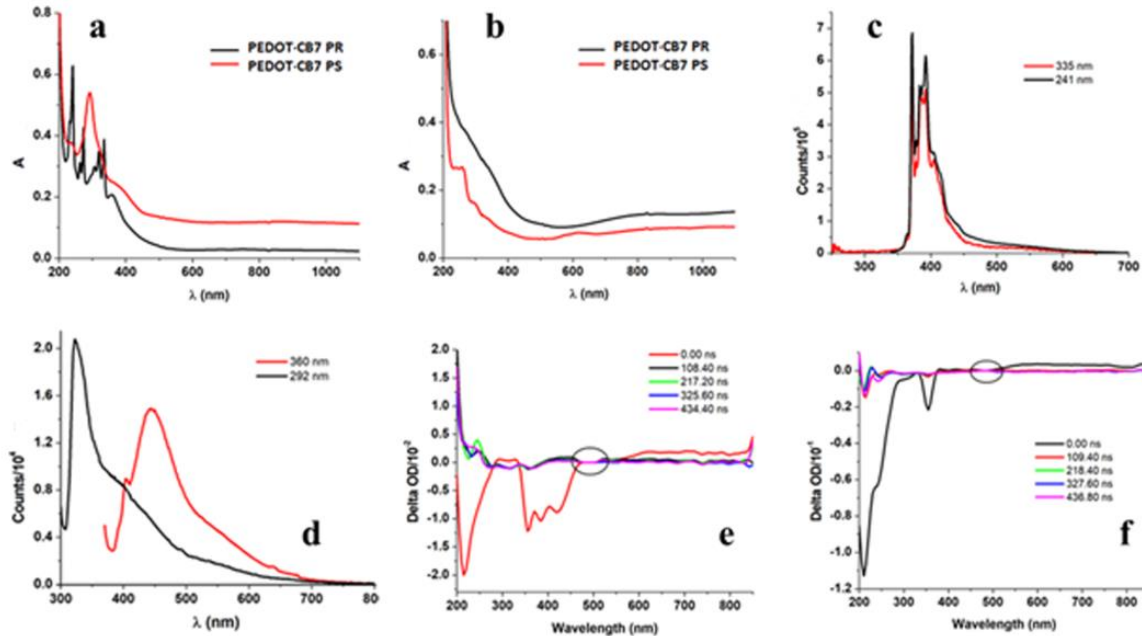 a
PEDOT-CB7 PR
PEDOT-CB7 PS
A
0.8
0.6
0.4
0.2
0.0
200 400 600 800 1000
λ (nm)
b
PEDOT-CB7 PR
PEDOT-CB7 PS
A
0.6
0.4
0.2
0.0
200 400 600 800 1000
λ (nm)
c
335 nm
241 nm
Counts/10⁵
7
6
5
4
3
2
1
0
300 400 500 600 700
λ (nm)
360 nm
292 nm
d
Counts/10⁴
2.0
1.6
1.2
0.8
0.4
0.0
300 400 500 600 700 80
λ (nm)
0.00 ns
108.40 ns
217.20 ns
325.60 ns
434.40 ns
e
Delta OD/10⁻²
2.0
1.5
1.0
0.5
0.0
-0.5
-1.0
-1.5
-2.0
200 300 400 500 600 700 800
Wavelength (nm)
0.00 ns
109.40 ns
218.40 ns
327.60 ns
436.80 ns
f
Delta OD/10⁻¹
0.0
-0.2
-0.4
-0.6
-0.8
-1.0
-1.2
200 300 400 500 600 700 800
Wavelength (nm)